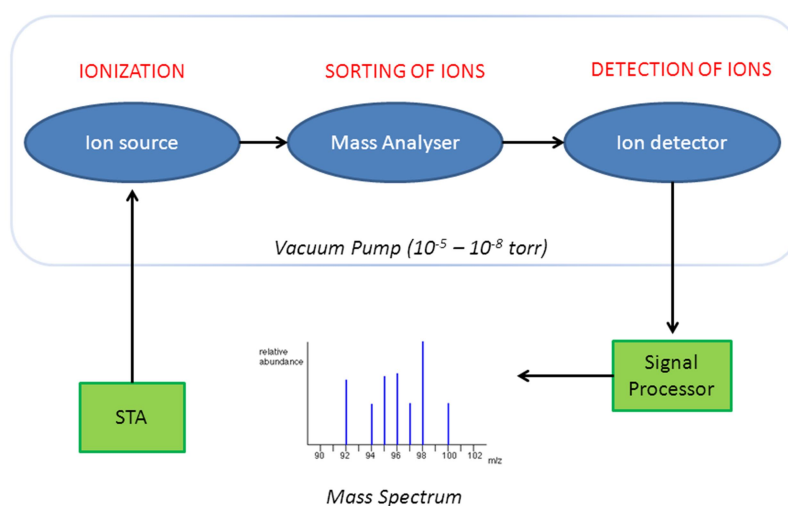 IONIZATION
SORTING OF IONS
DETECTION OF IONS
Ion source
Mass Analyser
Ion detector
Vacuum Pump (10⁻⁵ – 10⁻⁸ torr)
STA
relative
abundance
90 92 94 96 98 100 102 m/z
Mass Spectrum
Signal
Processor